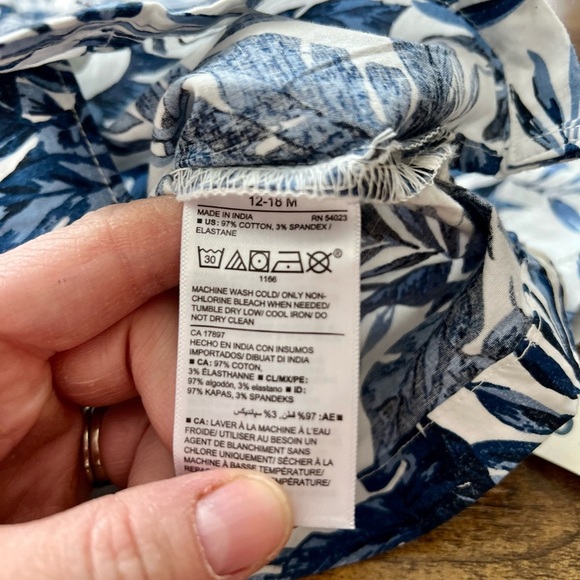 12-18 M
MADE IN INDIA RN 54023
■ US: 97% COTTON, 3% SPANDEX /
ELASTANE
30 ®
1166
MACHINE WASH COLD/ ONLY NON-
CHLORINE BLEACH WHEN NEEDED/
TUMBLE DRY LOW/ COOL IRON/ DO
NOT DRY CLEAN
CA 17897
HECHO EN INDIA CON INSUMOS
IMPORTADOS/ DIBUAT DI INDIA
■ CA: 97% COTON,
3% ÉLASTHANNE ■ CL/MX/PE:
97% algodón, 3% elastano ■ ID:
97% KAPAS, 3% SPANDEKS
■ AE: 97% قطن, 3% سباندیکس
■ CA: LAVER À LA MACHINE À L'EAU
FROIDE/ UTILISER AU BESOIN UN
AGENT DE BLANCHIMENT SANS
CHLORE UNIQUEMENT/ SÉCHER À LA
MACHINE À BASSE TEMPÉRATURE/
TEMPÉRATURE/